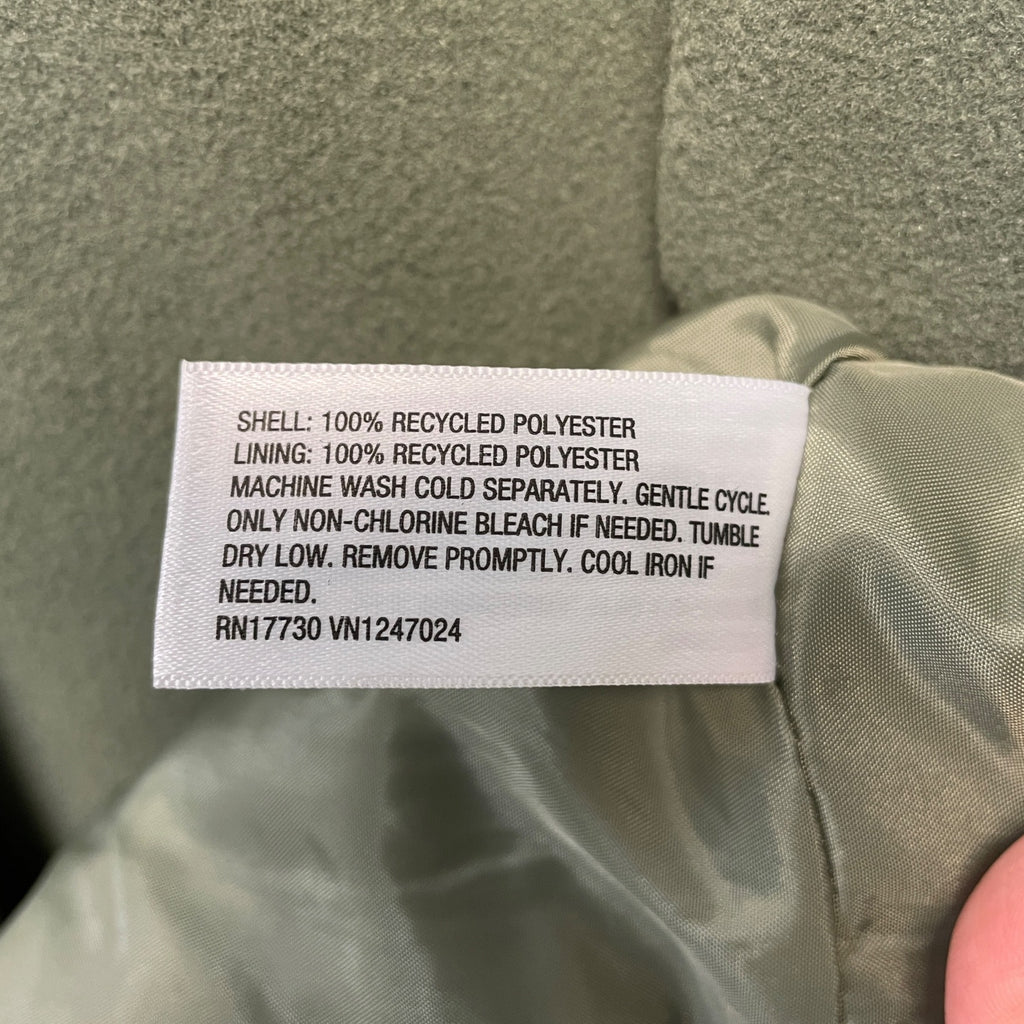 SHELL: 100% RECYCLED POLYESTER
LINING: 100% RECYCLED POLYESTER
MACHINE WASH COLD SEPARATELY. GENTLE CYCLE.
ONLY NON-CHLORINE BLEACH IF NEEDED. TUMBLE
DRY LOW. REMOVE PROMPTLY. COOL IRON IF
NEEDED.
RN17730 VN1247024